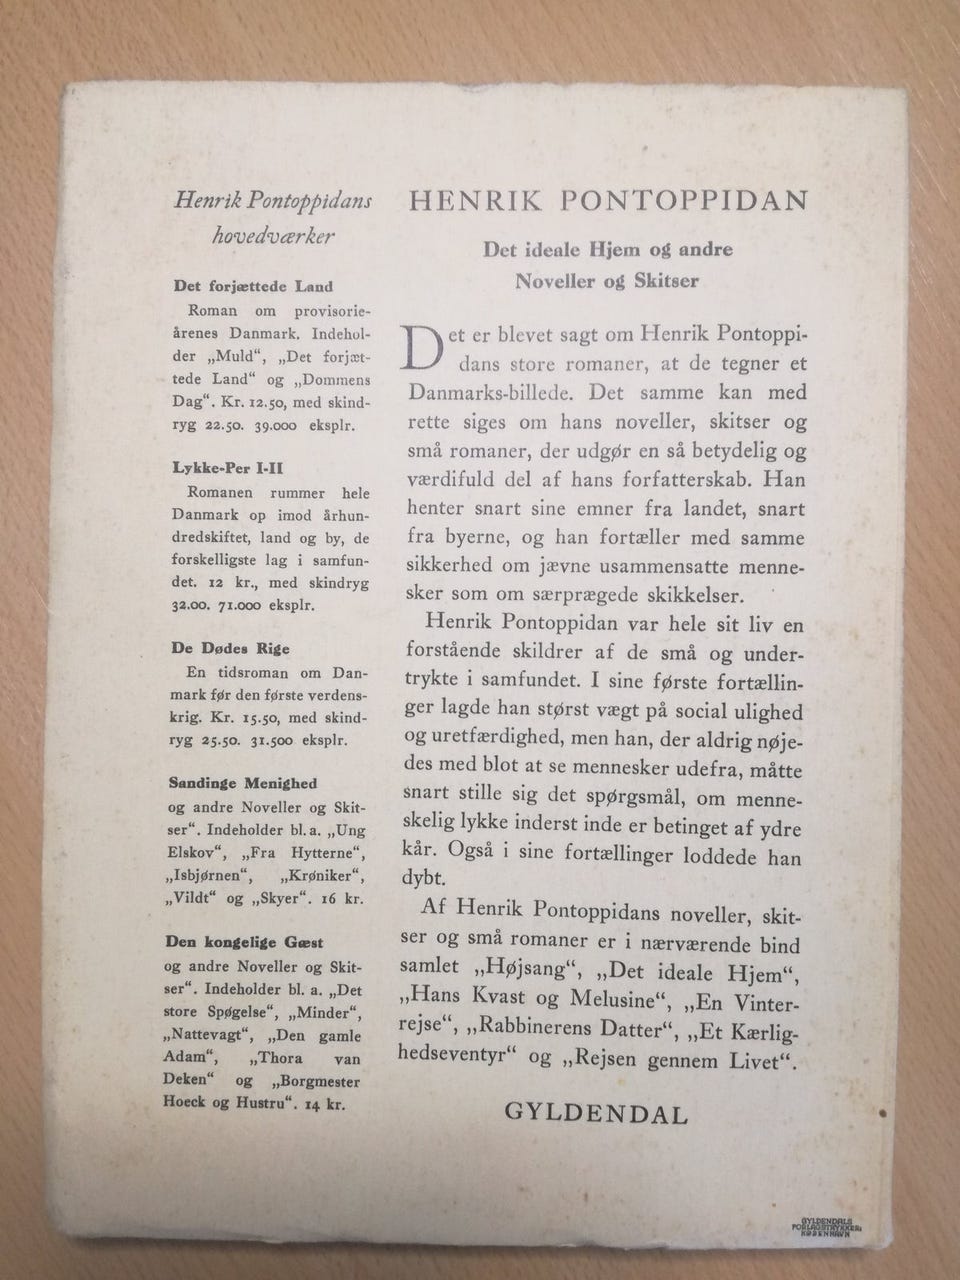 Henrik Pontoppidans
hovedværker
Det forjættede Land
Roman om provisorie-
årenes Danmark. Indehol-
der „Muld“, „Det forjæt-
tede Land“ og „Dommens
Dag“. Kr. 12.50, med skind-
ryg 22.50. 39.000 eksplr.
Lykke-Per I-II
Romanen rummer hele
Danmark op imod århun-
dredskiftet, land og by, de
forskelligste lag i samfun-
det. 12 kr., med skindryg
32.00. 71.000 eksplr.
De Dødes Rige
En tidsroman om Dan-
mark før den første verdens-
krig. Kr. 15.50, med skind-
ryg 25.50. 31.500 eksplr.
Sandinge Menighed
og andre Noveller og Skit-
ser“. Indeholder bl. a. „Ung
Elskov“, „Fra Hytterne“,
„Isbjørnen“, „Krøniker“,
„Vildt“ og „Skyer“. 16 kr.
Den kongelige Gæst
og andre Noveller og Skit-
ser“. Indeholder bl. a. „Det
store Spøgelse“, „Minder“,
„Nattevagt“, „Den gamle
Adam“, „Thora van
Deken“ og „Borgmester
Hoeck og Hustru“. 14 kr.
HENRIK PONTOPPIDAN
Det ideale Hjem og andre
Noveller og Skitser
Det er blevet sagt om Henrik Pontoppi-
dans store romaner, at de tegner et
Danmarks-billede. Det samme kan med
rette siges om hans noveller, skitser og
små romaner, der udgør en så betydelig og
værdifuld del af hans forfatterskab. Han
henter snart sine emner fra landet, snart
fra byerne, og han fortæller med samme
sikkerhed om jævne usammensatte menne-
sker som om særprægede skikkelser.
Henrik Pontoppidan var hele sit liv en
forstående skildrer af de små og under-
trykte i samfundet. I sine første fortællin-
ger lagde han størst vægt på social ulighed
og uretfærdighed, men han, der aldrig nøje-
des med blot at se mennesker udefra, måtte
snart stille sig det spørgsmål, om menne-
skelig lykke inderst inde er betinget af ydre
kår. Også i sine fortællinger loddede han
dybt.
Af Henrik Pontoppidans noveller, skit-
ser og små romaner er i nærværende bind
samlet „Højsang“, „Det ideale Hjem“,
„Hans Kvast og Melusine“, „En Vinter-
rejse“, „Rabbinerens Datter“, „Et Kærlig-
hedseventyr“ og „Rejsen gennem Livet“.
GYLDENDAL
GYLDENDALS
FORLAGSTRYKKERI
KØBENHAVN